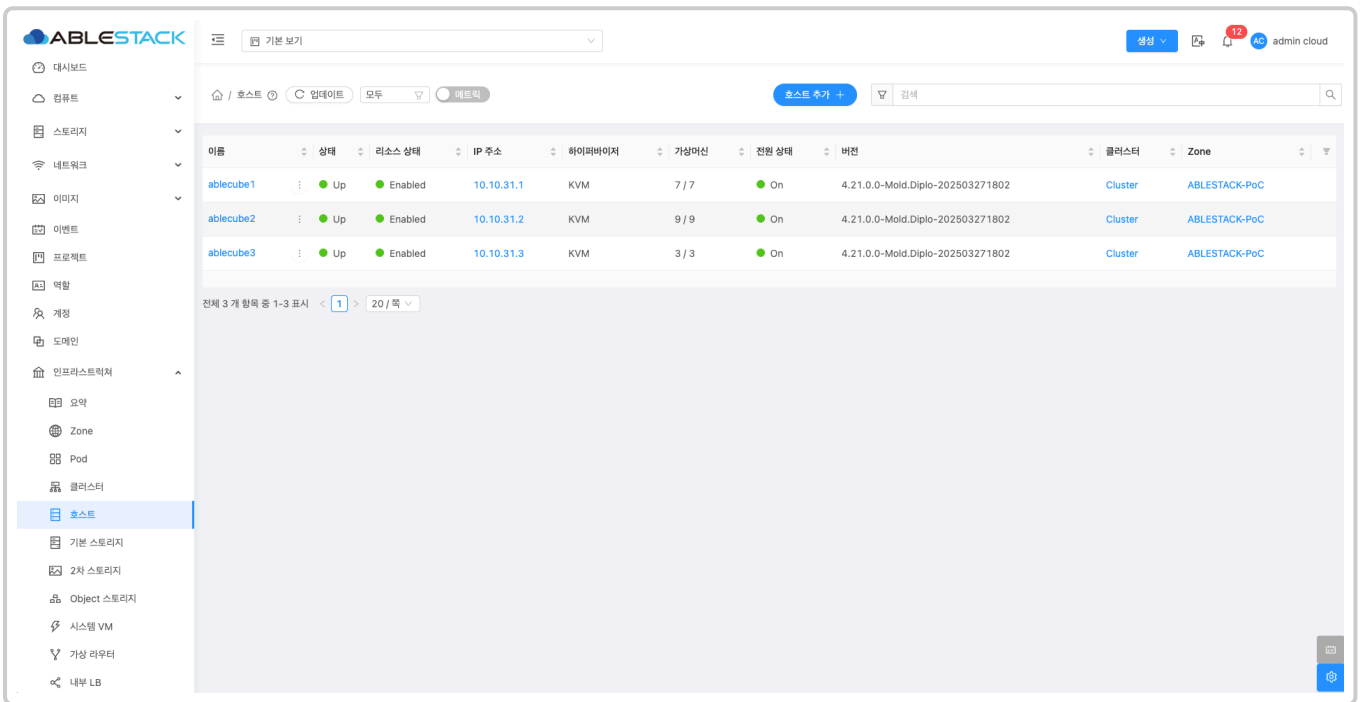 ABLESTACK
기본 보기
생성
12
AC
admin cloud
대시보드
컴퓨트
스토리지
네트워크
이미지
이벤트
프로젝트
역할
계정
도메인
인프라스트럭쳐
요약
Zone
Pod
클러스터
호스트
기본 스토리지
2차 스토리지
Object 스토리지
시스템 VM
가상 라우터
내부 LB
/ 호스트 업데이트 모두 메트릭
호스트 추가 +
검색
이름 상태 리소스 상태 IP 주소 하이퍼바이저 가상머신 전원 상태 버전 클러스터 Zone
ablecube1 Up Enabled 10.10.31.1 KVM 7 / 7 On 4.21.0.0-Mold.Diplo-202503271802 Cluster ABLESTACK-PoC
ablecube2 Up Enabled 10.10.31.2 KVM 9 / 9 On 4.21.0.0-Mold.Diplo-202503271802 Cluster ABLESTACK-PoC
ablecube3 Up Enabled 10.10.31.3 KVM 3 / 3 On 4.21.0.0-Mold.Diplo-202503271802 Cluster ABLESTACK-PoC
전체 3 개 항목 중 1-3 표시 < 1 > 20 / 쪽